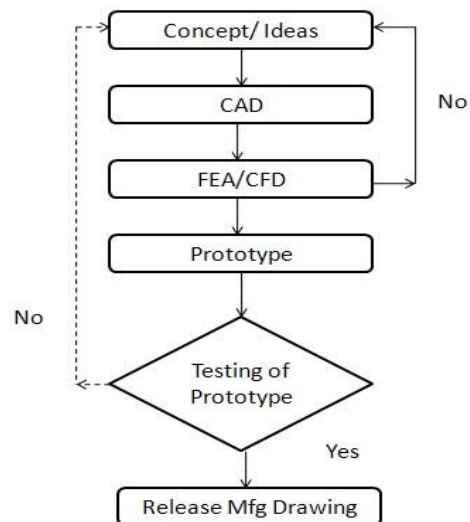 Concept/ Ideas
CAD
No
FEA/CFD
Prototype
No
Testing of
Prototype
Yes
Release Mfg Drawing